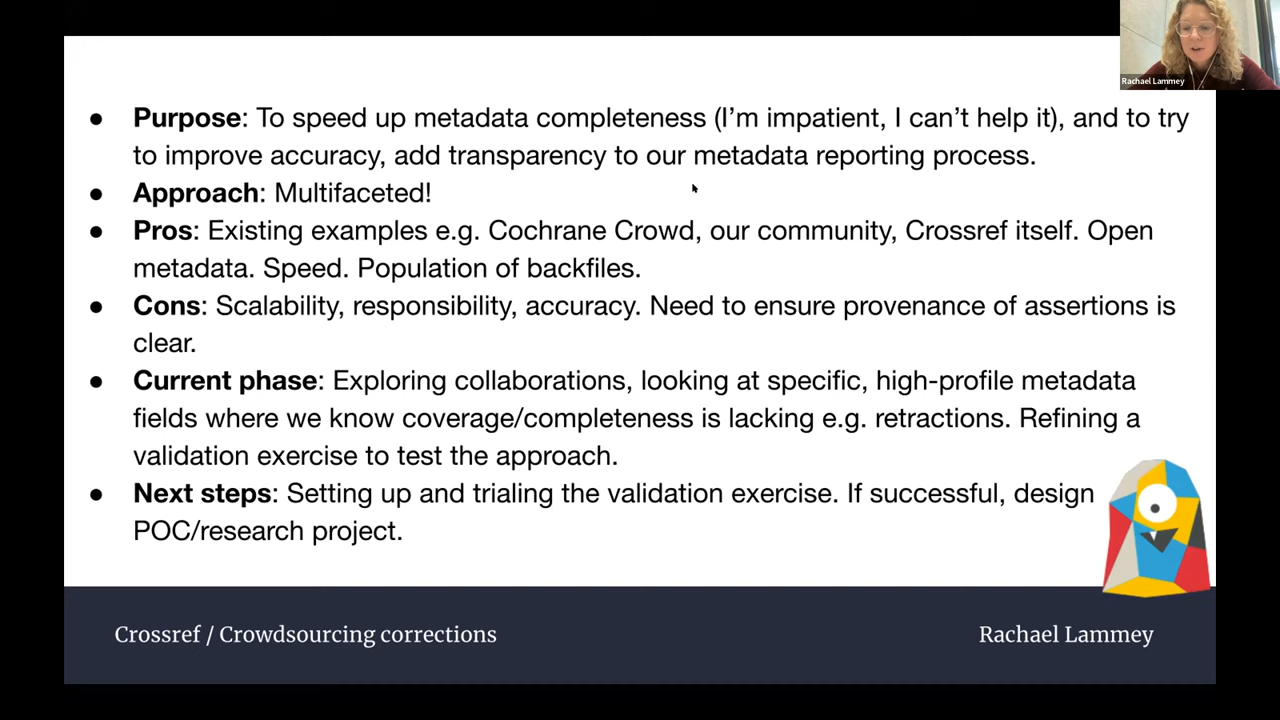 Rachael Lammey
● Purpose: To speed up metadata completeness (I’m impatient, I can’t help it), and to try
to improve accuracy, add transparency to our metadata reporting process.
● Approach: Multifaceted!
● Pros: Existing examples e.g. Cochrane Crowd, our community, Crossref itself. Open
metadata. Speed. Population of backfiles.
● Cons: Scalability, responsibility, accuracy. Need to ensure provenance of assertions is
clear.
● Current phase: Exploring collaborations, looking at specific, high-profile metadata
fields where we know coverage/completeness is lacking e.g. retractions. Refining a
validation exercise to test the approach.
● Next steps: Setting up and trialing the validation exercise. If successful, design
POC/research project.
Crossref / Crowdsourcing corrections
Rachael Lammey